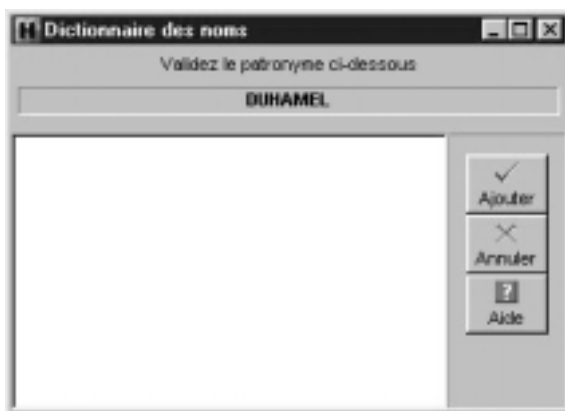 Dictionnaire des noms
Validez le patronyme ci-dessous
DUHAMEL
Ajouter
Annuler
?
Aide